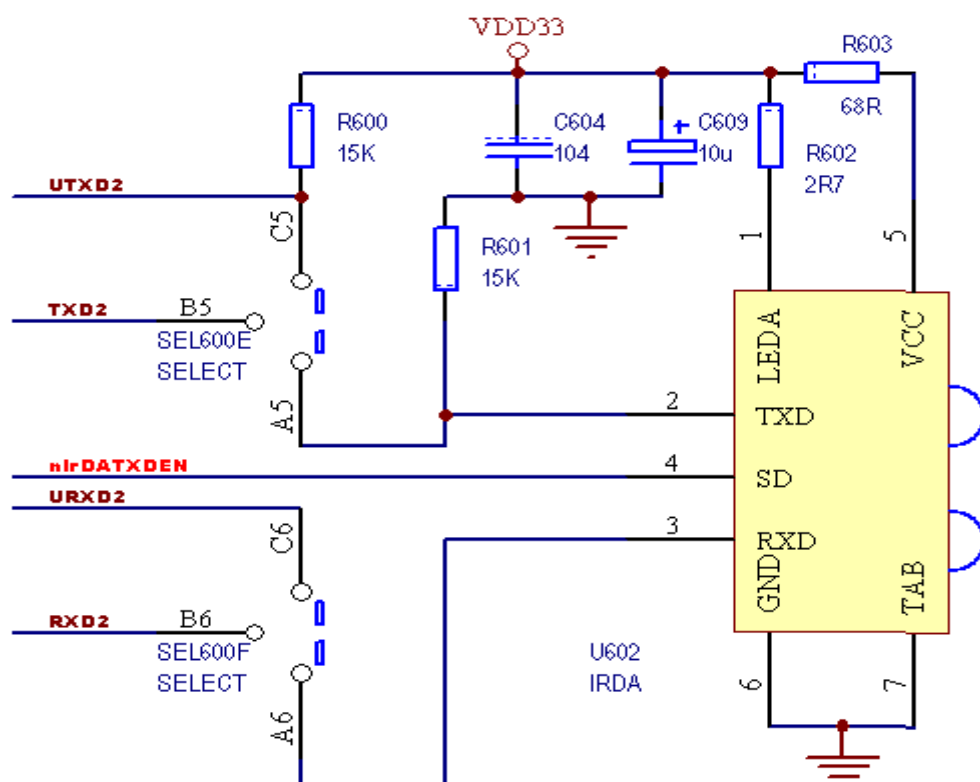 VDD33
R603
68R
R600
15K
C604
104
+
C609
10u
R602
2R7
UTXD2
C5
R601
15K
1
5
TXD2
B5
SEL600E
SELECT
A5
LEDA
VCC
2
TXD
nIrDATXDEN
4
SD
URXD2
3
RXD
C6
GND
TAB
RXD2
B6
SEL600F
SELECT
A6
U602
IRDA
6
7